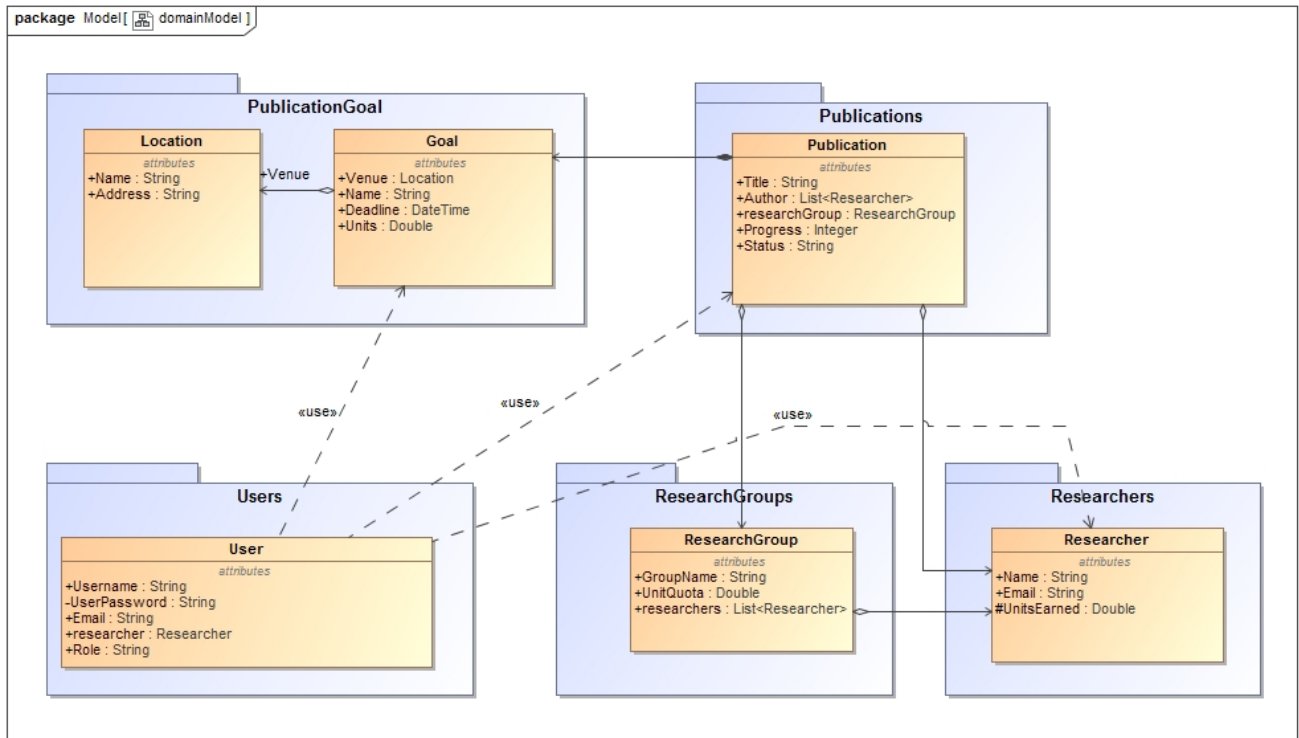 package Model[ domainModel ]
PublicationGoal
Location
attributes
+Name : String
+Address : String
+Venue
Goal
attributes
+Venue : Location
+Name : String
+Deadline : DateTime
+Units : Double
Publications
Publication
attributes
+Title : String
+Author : List<Researcher>
+researchGroup : ResearchGroup
+Progress : Integer
+Status : String
«use»
«use»
«use»
Users
User
attributes
+Username : String
-UserPassword : String
+Email : String
+researcher : Researcher
+Role : String
ResearchGroups
ResearchGroup
attributes
+GroupName : String
+UnitQuota : Double
+researchers : List<Researcher>
Researchers
Researcher
attributes
+Name : String
+Email : String
#UnitsEarned : Double